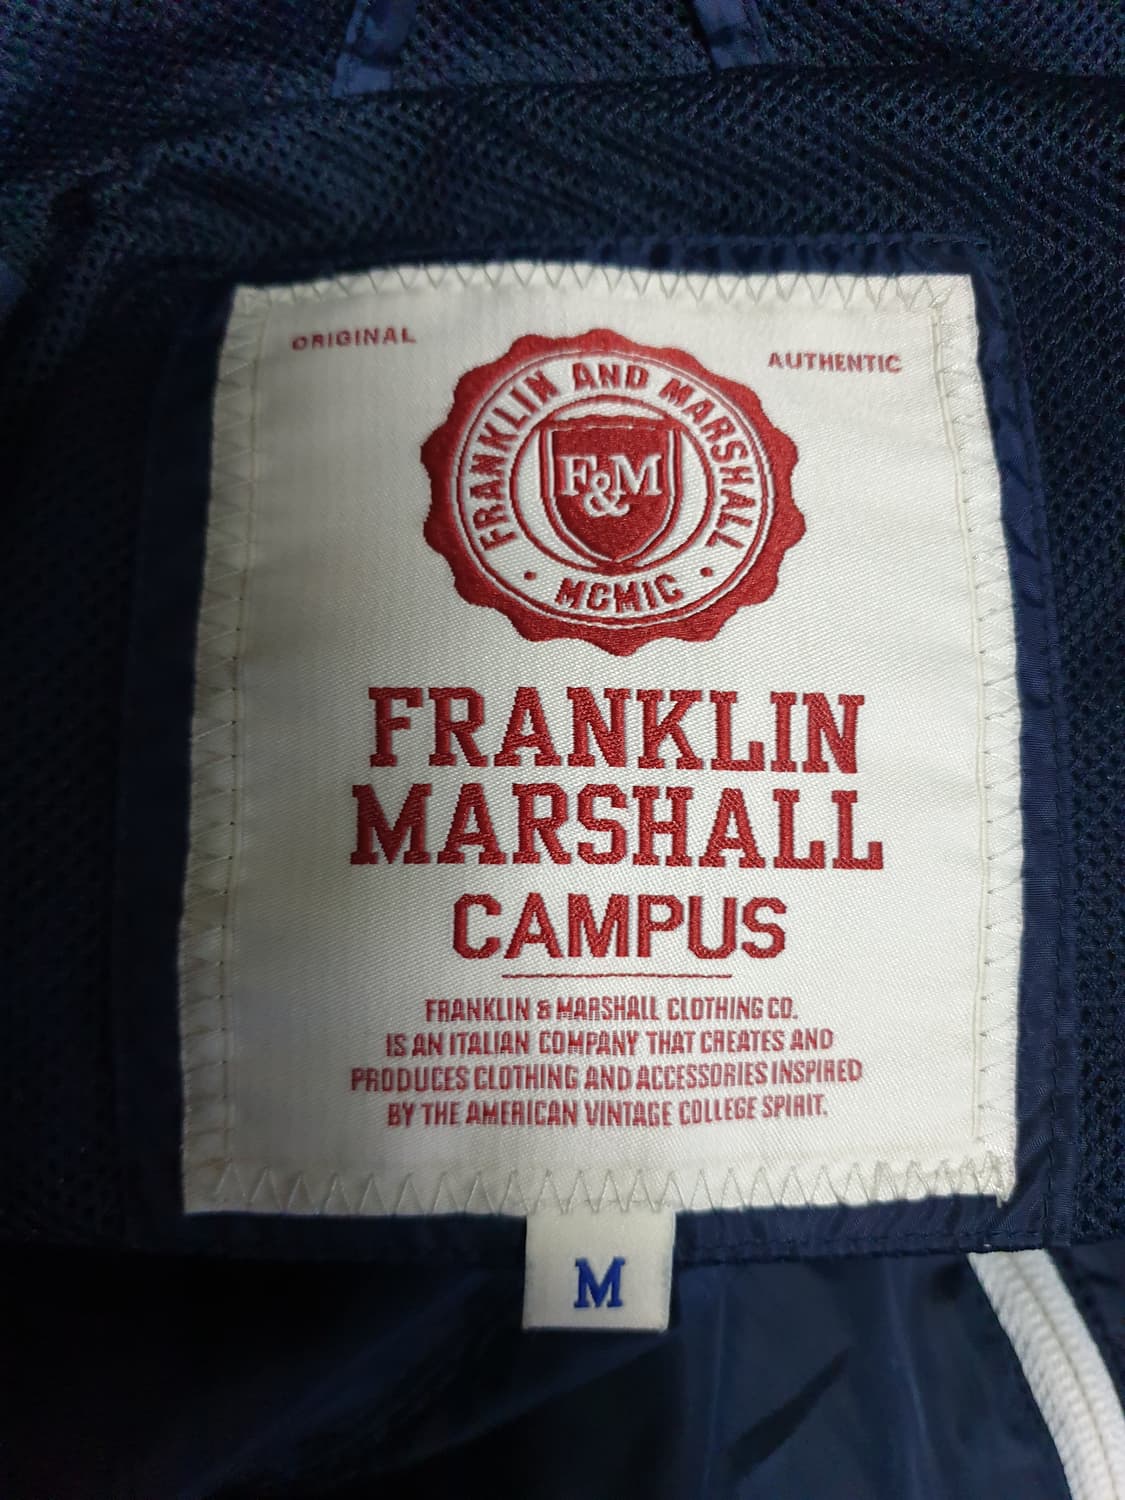 ORIGINAL
AUTHENTIC
FRANKLIN AND MARSHALL
F&M
MCMIC
FRANKLIN
MARSHALL
CAMPUS
FRANKLIN & MARSHALL CLOTHING CO.
IS AN ITALIAN COMPANY THAT CREATES AND
PRODUCES CLOTHING AND ACCESSORIES INSPIRED
BY THE AMERICAN VINTAGE COLLEGE SPIRIT.
M